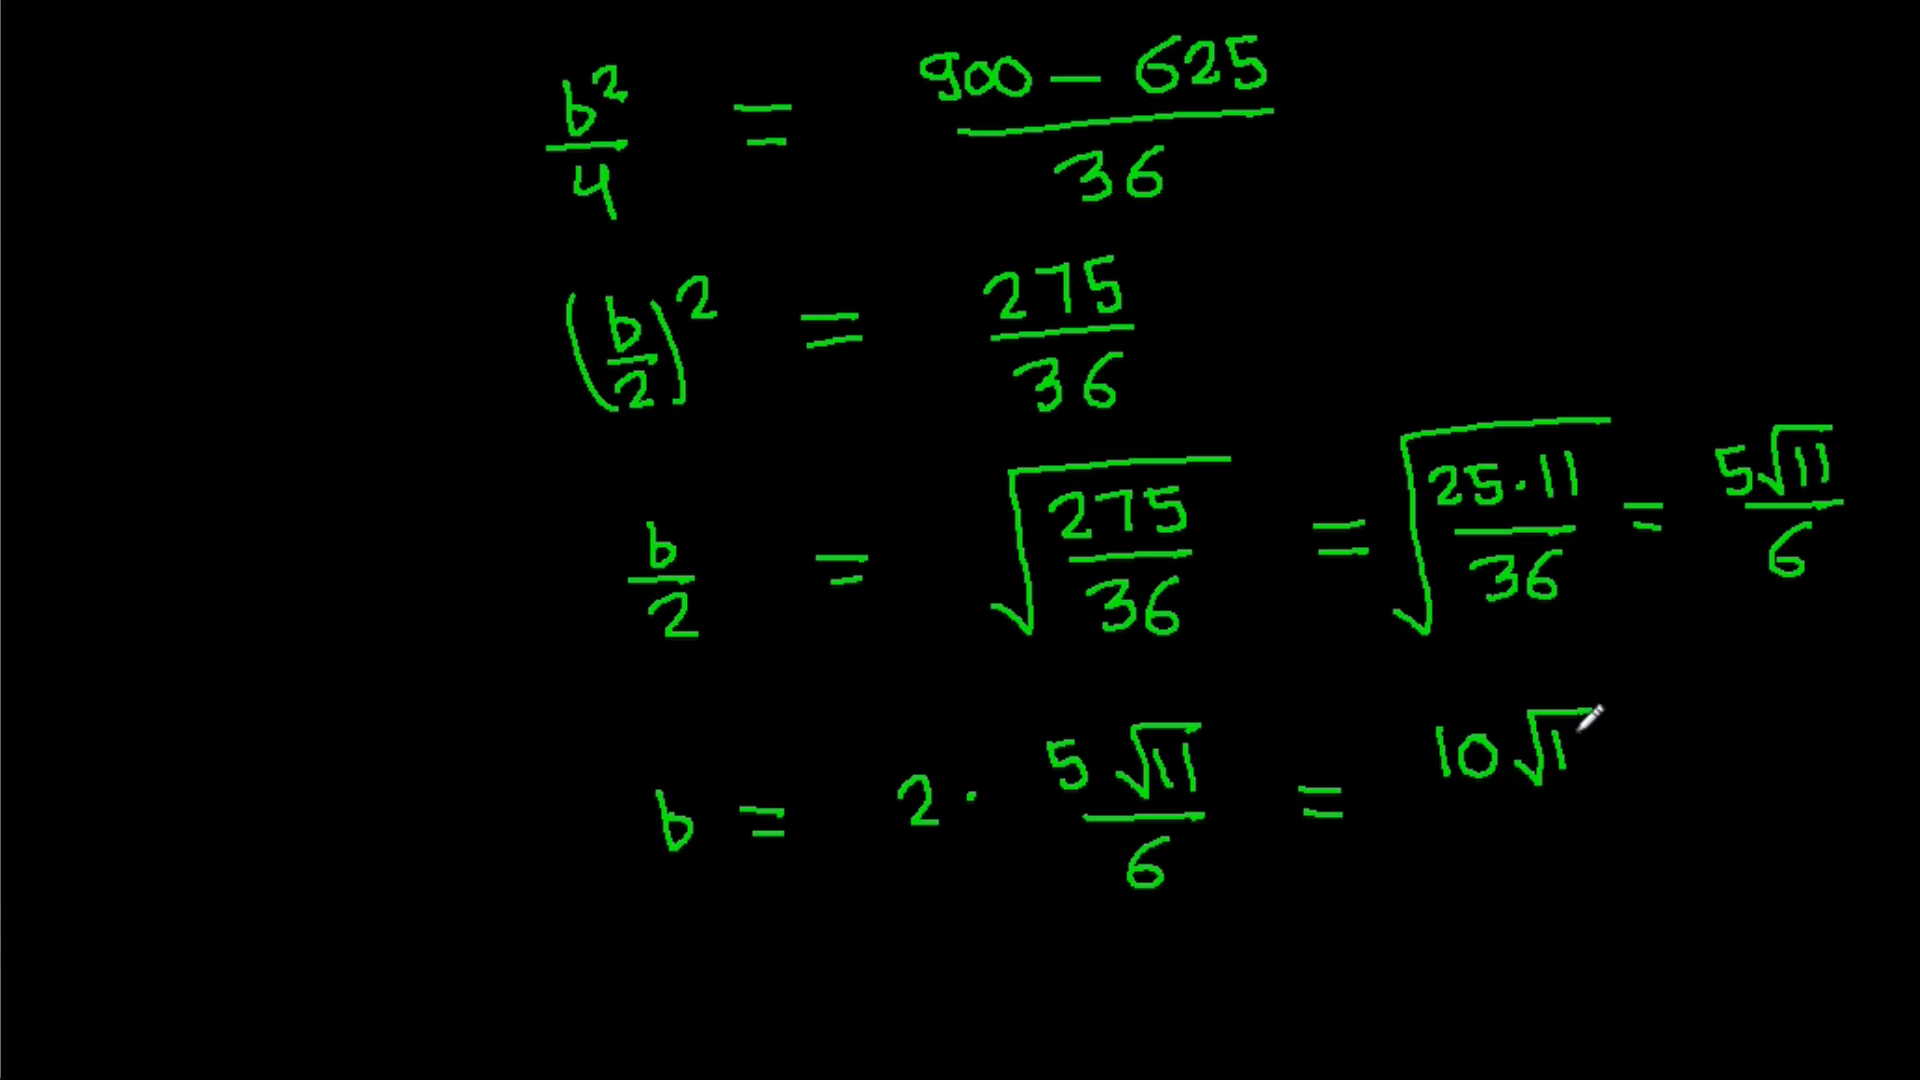 b²/4 = (900 - 625)/36
(b/2)² = 275/36
b/2 = √(275/36) = √(25·11/36) = 5√11/6
b = 2 · 5√11/6 = 10√1